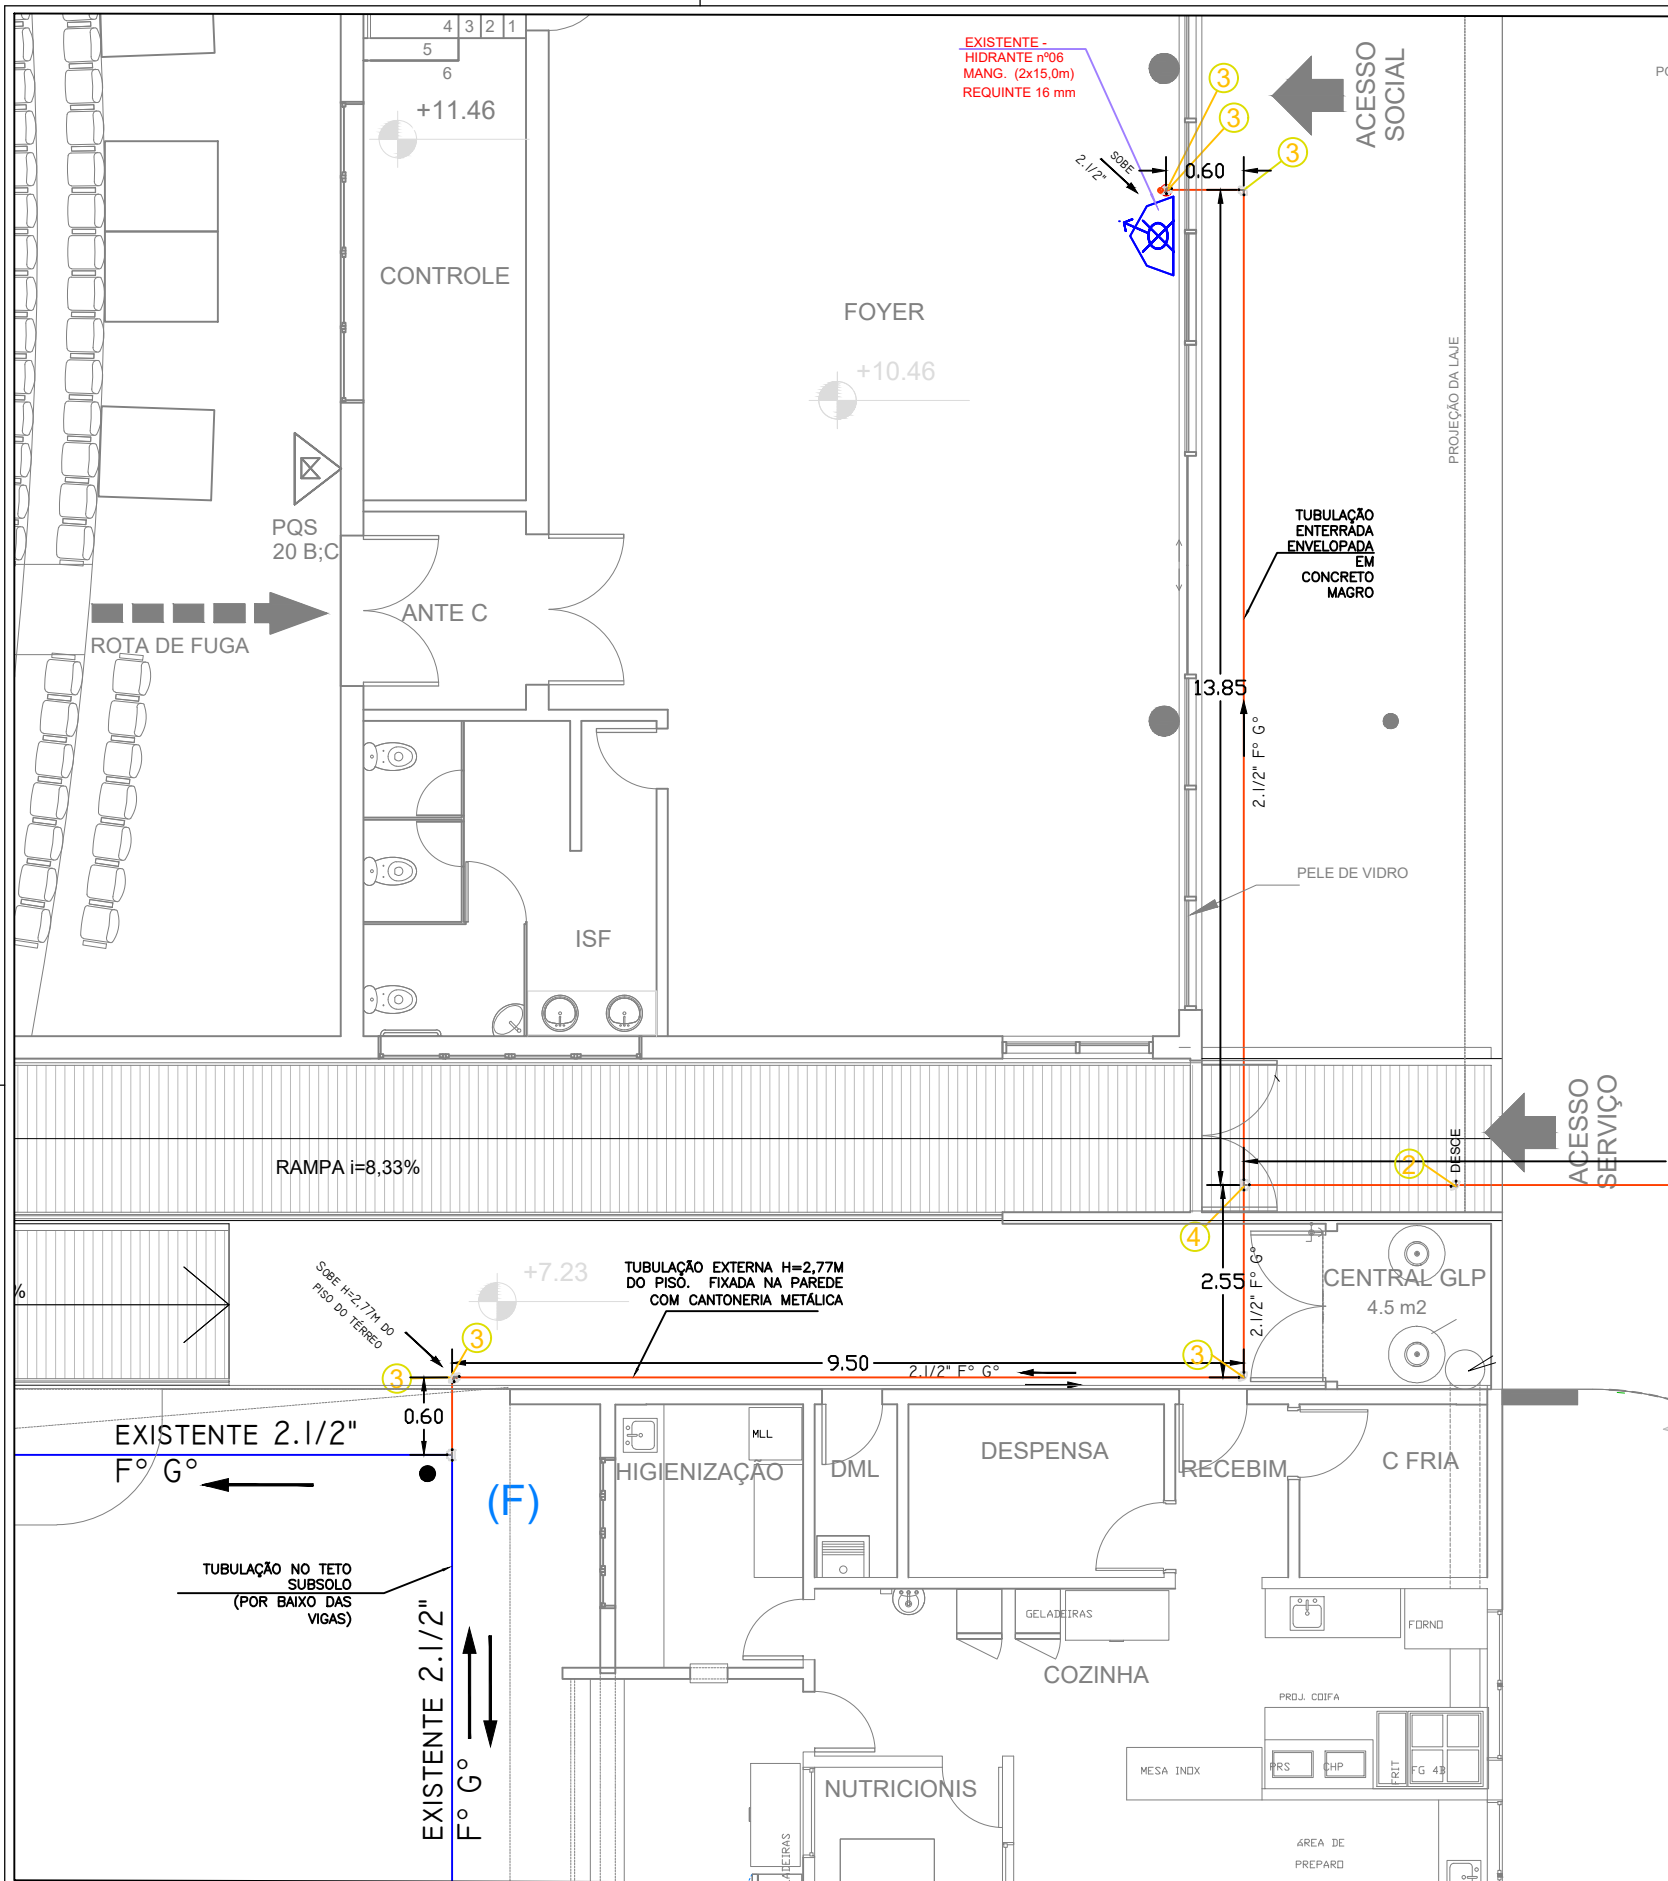 4 3 2 1
5
6
+11.46
CONTROLE
EXISTENTE -
HIDRANTE nº06
MANG. (2x15,0m)
REQUINTE 16 mm
3
3
3
ACESSO
SOCIAL
SOBE
2.1/2"
0.60
FOYER
+10.46
PROJEÇÃO DA LAJE
PQS
20 B;C
ROTA DE FUGA
ANTE C
TUBULAÇÃO
ENTERRADA
ENVELOPADA
EM
CONCRETO
MAGRO
13.85
2.1/2" F° G°
PELE DE VIDRO
ISF
RAMPA i=8,33%
DESCE
2
ACESSO
SERVIÇO
4
2.55
2.1/2" F° G°
CENTRAL GLP
4.5 m2
%
SOBE H=2,77M DO
PISO DO TÉRREO
+7.23
TUBULAÇÃO EXTERNA H=2,77M
DO PISO. FIXADA NA PAREDE
COM CANTONERIA METÁLICA
3
3
3
9.50
2.1/2" F° G°
0.60
EXISTENTE 2.1/2"
F° G°
(F)
TUBULAÇÃO NO TETO
SUBSOLO
(POR BAIXO DAS
VIGAS)
EXISTENTE 2.1/2"
F° G°
MLL
HIGIENIZAÇÃO
DML
DESPENSA
RECEBIM
C FRIA
GELADEIRAS
FORNO
COZINHA
PROJ. COIFA
MESA INOX
PRS
CHP
FRIT
FG 4B
NUTRICIONIS
ÁREA DE
PREPARO